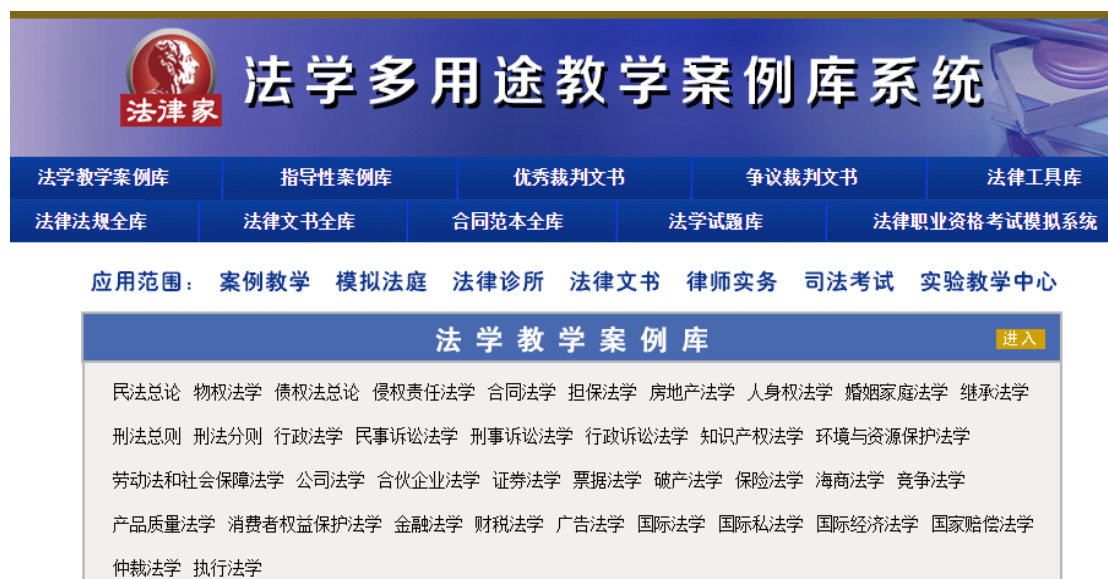 法律家
法学多用途教学案例库系统
法学教学案例库 指导性案例库 优秀裁判文书 争议裁判文书 法律工具库
法律法规全库 法律文书全库 合同范本全库 法学试题库 法律职业资格考试模拟系统
应用范围： 案例教学 模拟法庭 法律诊所 法律文书 律师实务 司法考试 实验教学中心
法学教学案例库 进入
民法总论 物权法学 债权法总论 侵权责任法学 合同法学 担保法学 房地产法学 人身权法学 婚姻家庭法学 继承法学
刑法总则 刑法分则 行政法学 民事诉讼法学 刑事诉讼法学 行政诉讼法学 知识产权法学 环境与资源保护法学
劳动法和社会保障法学 公司法学 合伙企业法学 证券法学 票据法学 破产法学 保险法学 海商法学 竞争法学
产品质量法学 消费者权益保护法学 金融法学 财税法学 广告法学 国际法学 国际私法学 国际经济法学 国家赔偿法学
仲裁法学 执行法学